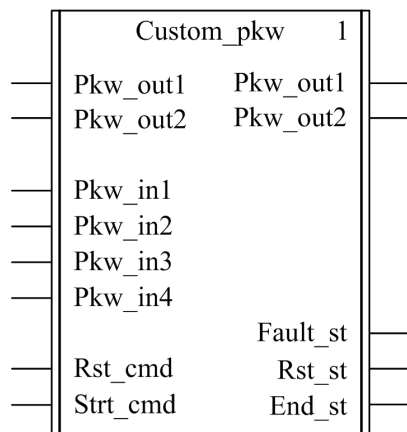 Custom_pkw 1
Pkw_out1 Pkw_out1
Pkw_out2 Pkw_out2
Pkw_in1
Pkw_in2
Pkw_in3
Pkw_in4
Fault_st
Rst_cmd Rst_st
Strt_cmd End_st